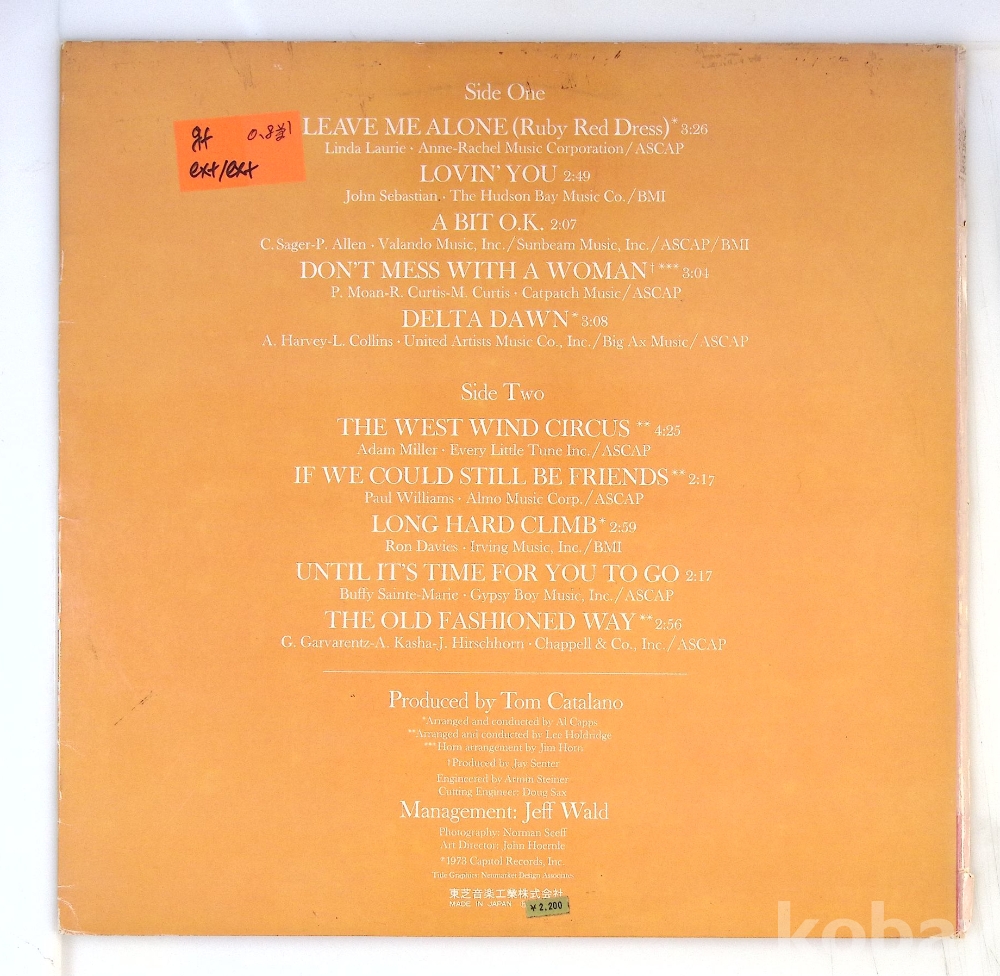 Side One
gf 0.8¥1
ex+/ex+
LEAVE ME ALONE (Ruby Red Dress)* 3:26
Linda Laurie · Anne-Rachel Music Corporation/ASCAP
LOVIN' YOU 2:49
John Sebastian · The Hudson Bay Music Co./BMI
A BIT O.K. 2:07
C. Sager-P. Allen · Valando Music, Inc./Sunbeam Music, Inc./ASCAP/BMI
DON'T MESS WITH A WOMAN† *** 3:04
P. Moan-R. Curtis-M. Curtis · Catpatch Music/ASCAP
DELTA DAWN* 3:08
A. Harvey-L. Collins · United Artists Music Co., Inc./Big Ax Music/ASCAP
Side Two
THE WEST WIND CIRCUS ** 4:25
Adam Miller · Every Little Tune Inc./ASCAP
IF WE COULD STILL BE FRIENDS** 2:17
Paul Williams · Almo Music Corp./ASCAP
LONG HARD CLIMB* 2:59
Ron Davies · Irving Music, Inc./BMI
UNTIL IT'S TIME FOR YOU TO GO 2:17
Buffy Sainte-Marie · Gypsy Boy Music, Inc./ASCAP
THE OLD FASHIONED WAY** 2:56
G. Garvarentz-A. Kasha-J. Hirschhorn · Chappell & Co., Inc./ASCAP
Produced by Tom Catalano
*Arranged and conducted by Al Capps
**Arranged and conducted by Lee Holdridge
***Horn arrangement by Jim Horn
†Produced by Jay Senter
Engineered by Armin Steiner
Cutting Engineer: Doug Sax
Management: Jeff Wald
Photography: Norman Seeff
Art Director: John Hoernle
℗1973 Capitol Records, Inc.
Title Graphics: Neumarket Design Associates
東芝音楽工業株式会社
MADE IN JAPAN
¥2,200
koba